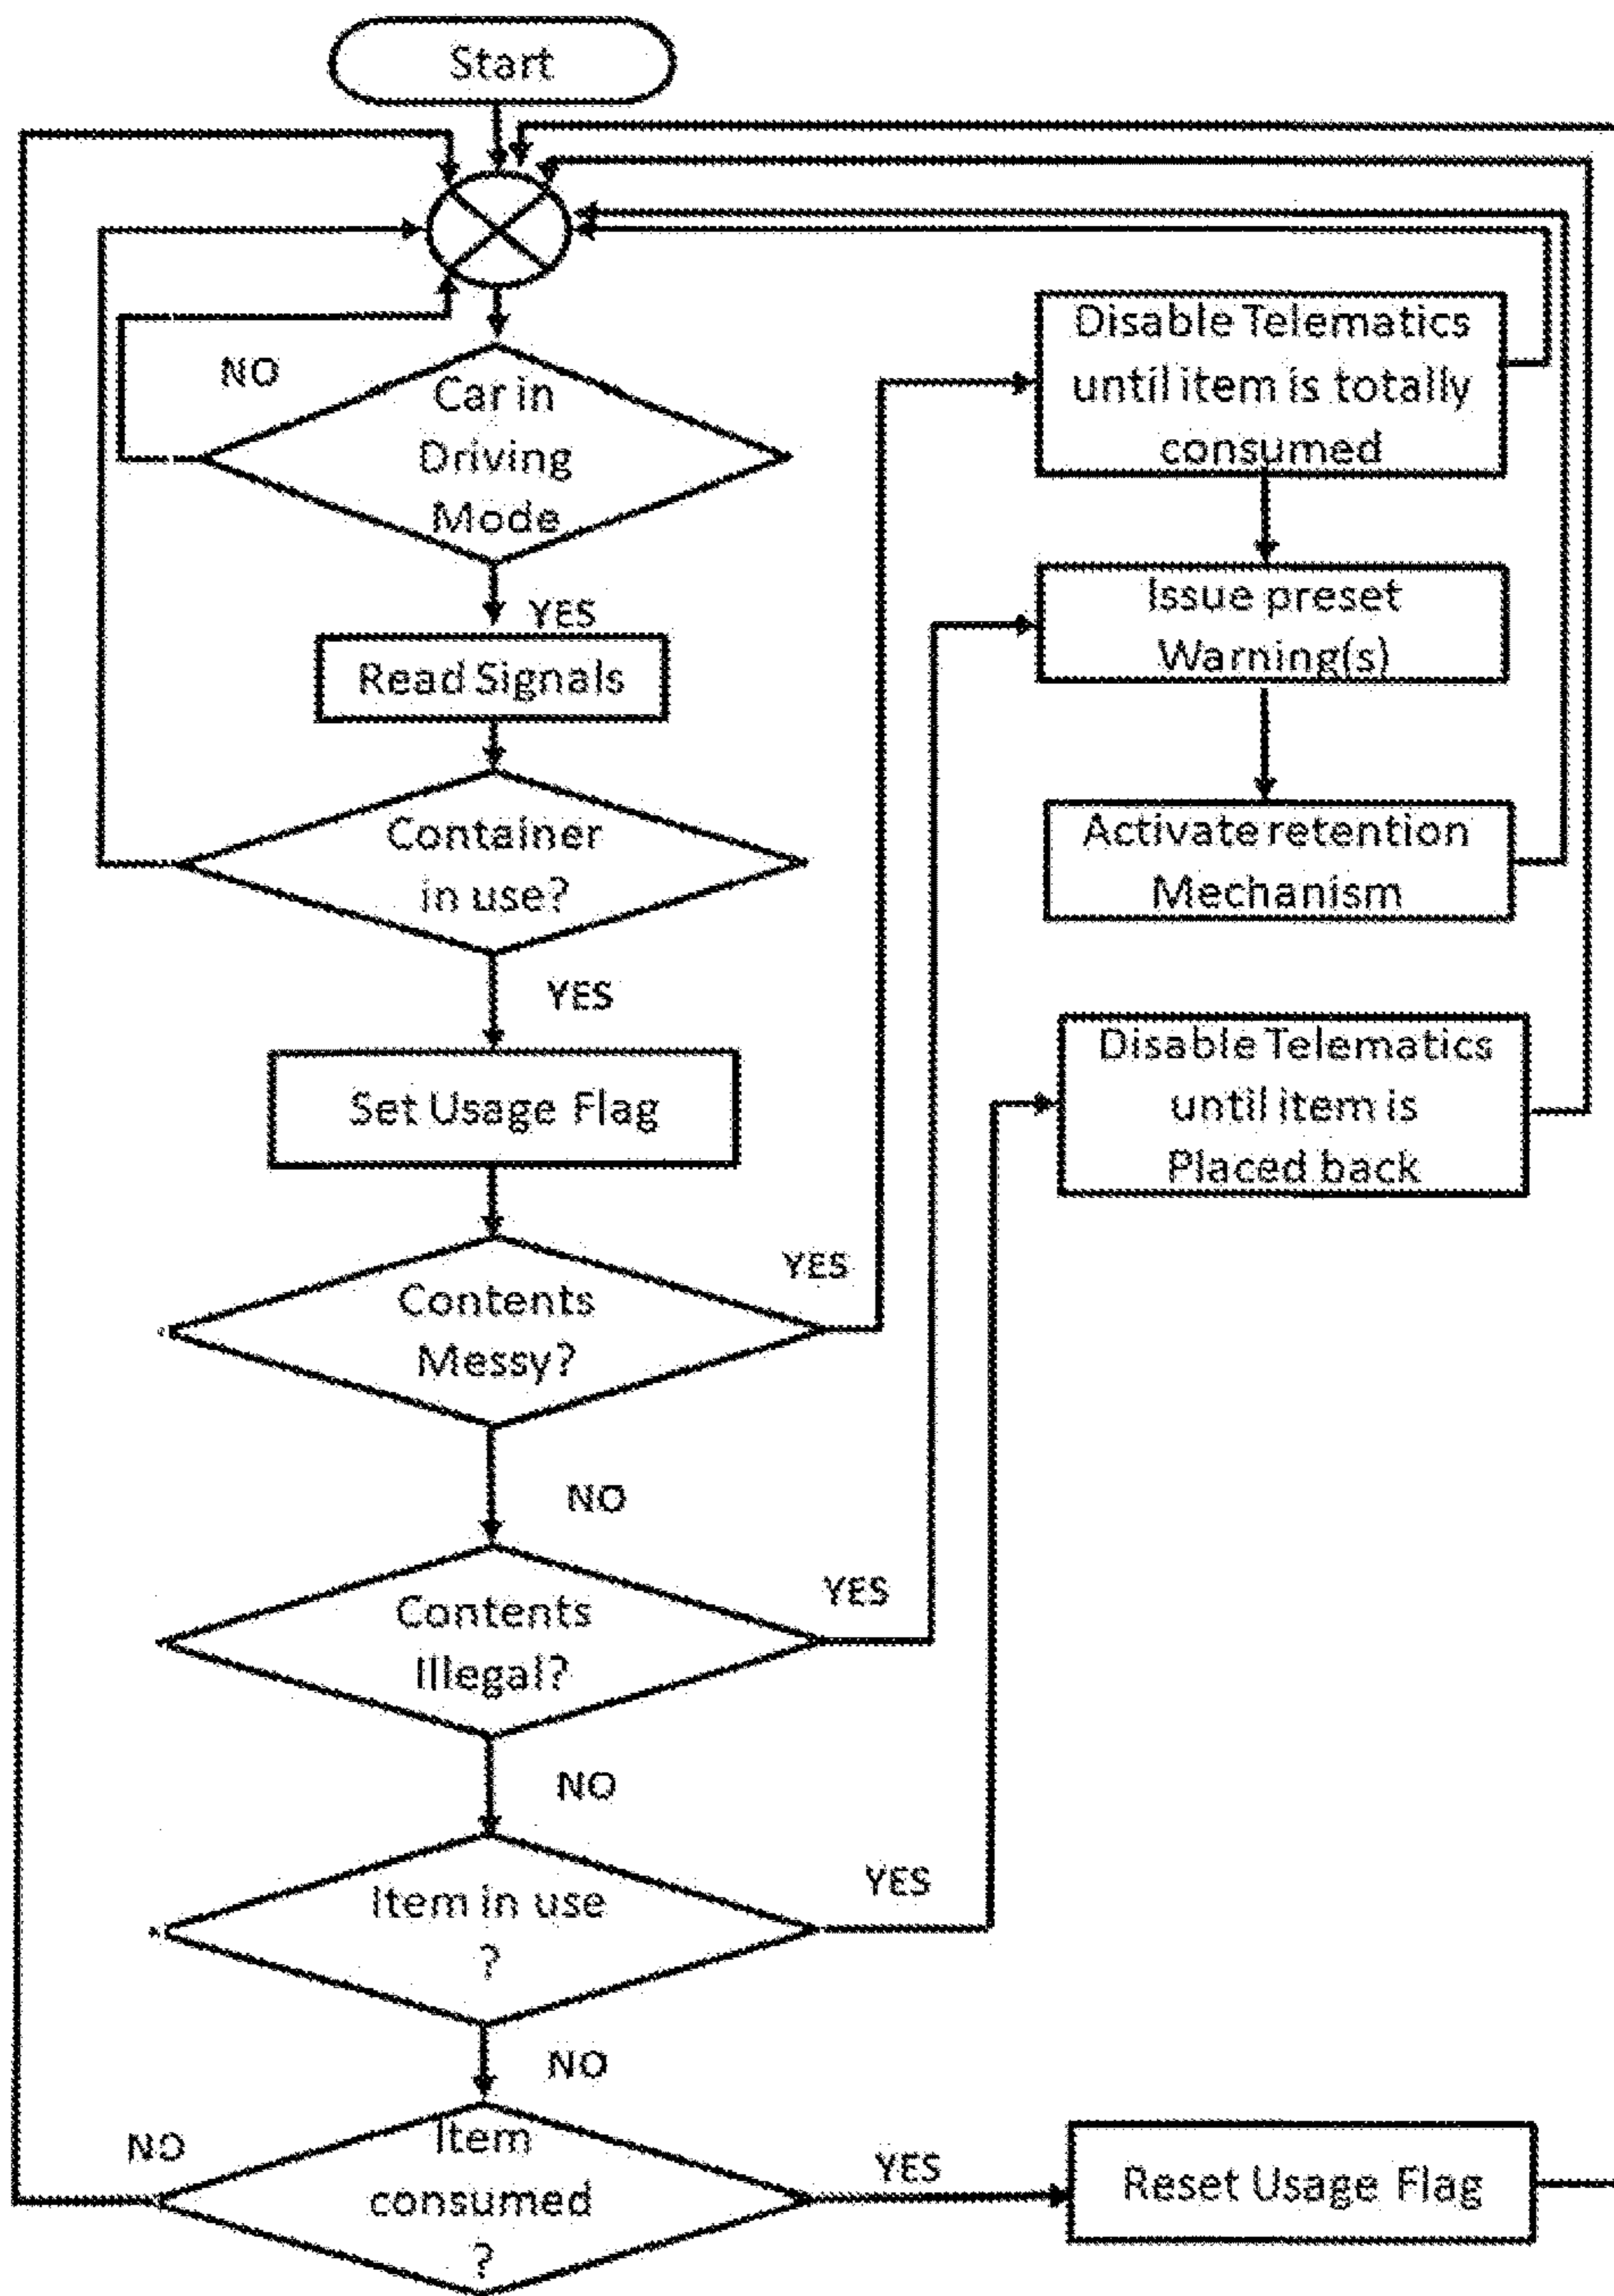 Start
NO
Car in
Driving
Mode
YES
Read Signals
Container
in use?
YES
Set Usage Flag
Contents
Messy?
YES
NO
Contents
Illegal?
YES
NO
Item in use
?
YES
NO
Item
consumed
?
NO
YES
Reset Usage Flag
Disable Telematics
until item is totally
consumed
Issue preset
Warning(s)
Activate retention
Mechanism
Disable Telematics
until item is
Placed back